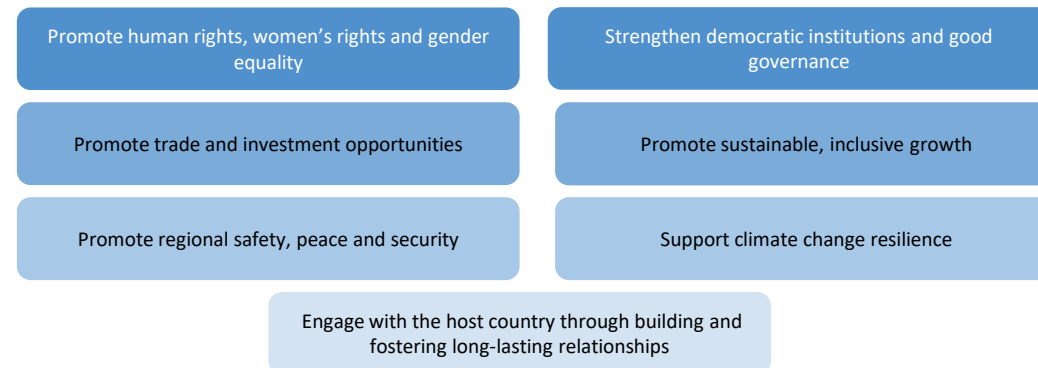 Promote human rights, women’s rights and gender
equality
Strengthen democratic institutions and good
governance
Promote trade and investment opportunities
Promote sustainable, inclusive growth
Promote regional safety, peace and security
Support climate change resilience
Engage with the host country through building and
fostering long-lasting relationships